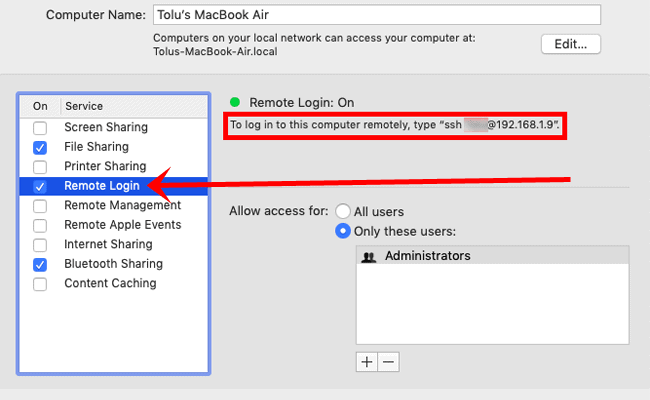 Computer Name: Tolu's MacBook Air
Computers on your local network can access your computer at:
Tolus-MacBook-Air.local
Edit...
On Service
Screen Sharing
File Sharing
Printer Sharing
Remote Login
Remote Management
Remote Apple Events
Internet Sharing
Bluetooth Sharing
Content Caching
Remote Login: On
To log in to this computer remotely, type “ssh @192.168.1.9”.
Allow access for: All users
Only these users:
Administrators